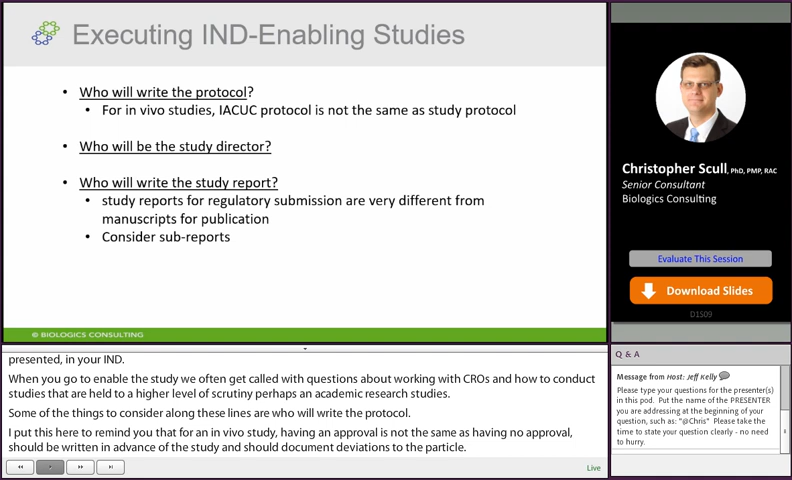 Executing IND-Enabling Studies
• Who will write the protocol?
• For in vivo studies, IACUC protocol is not the same as study protocol
• Who will be the study director?
• Who will write the study report?
• study reports for regulatory submission are very different from
manuscripts for publication
• Consider sub-reports
© BIOLOGICS CONSULTING
Christopher Scull, PhD, PMP, RAC
Senior Consultant
Biologics Consulting
Evaluate This Session
Download Slides
D1S09
presented, in your IND.
When you go to enable the study we often get called with questions about working with CROs and how to conduct
studies that are held to a higher level of scrutiny perhaps an academic research studies.
Some of the things to consider along these lines are who will write the protocol.
I put this here to remind you that for an in vivo study, having an approval is not the same as having no approval,
should be written in advance of the study and should document deviations to the particle.
Live
Q & A
Message from Host: Jeff Kelly
Please type your questions for the presenter(s)
in this pod. Put the name of the PRESENTER
you are addressing at the beginning of your
question, such as: "@Chris" Please take the
time to state your question clearly - no need
to hurry.